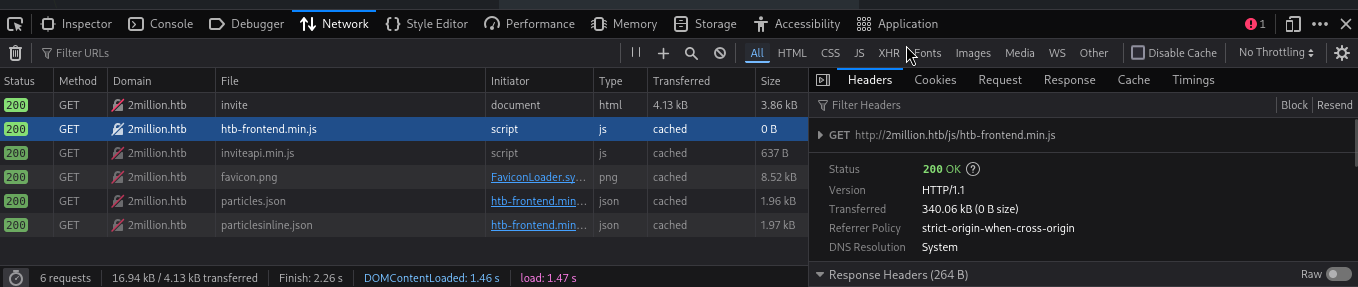 Inspector Console Debugger Network Style Editor Performance Memory Storage Accessibility Application 1
Filter URLs All HTML CSS JS XHR Fonts Images Media WS Other Disable Cache No Throttling
Status Method Domain File Initiator Type Transferred Size
200 GET 2million.htb invite document html 4.13 kB 3.86 kB
200 GET 2million.htb htb-frontend.min.js script js cached 0 B
200 GET 2million.htb inviteapi.min.js script js cached 637 B
200 GET 2million.htb favicon.png FaviconLoader.sy… png cached 8.52 kB
200 GET 2million.htb particles.json htb-frontend.min… json cached 1.96 kB
200 GET 2million.htb particlesinline.json htb-frontend.min… json cached 1.97 kB
6 requests 16.94 kB / 4.13 kB transferred Finish: 2.26 s DOMContentLoaded: 1.46 s load: 1.47 s
Headers Cookies Request Response Cache Timings
Filter Headers Block Resend
GET http://2million.htb/js/htb-frontend.min.js
Status 200 OK ?
Version HTTP/1.1
Transferred 340.06 kB (0 B size)
Referrer Policy strict-origin-when-cross-origin
DNS Resolution System
Response Headers (264 B) Raw